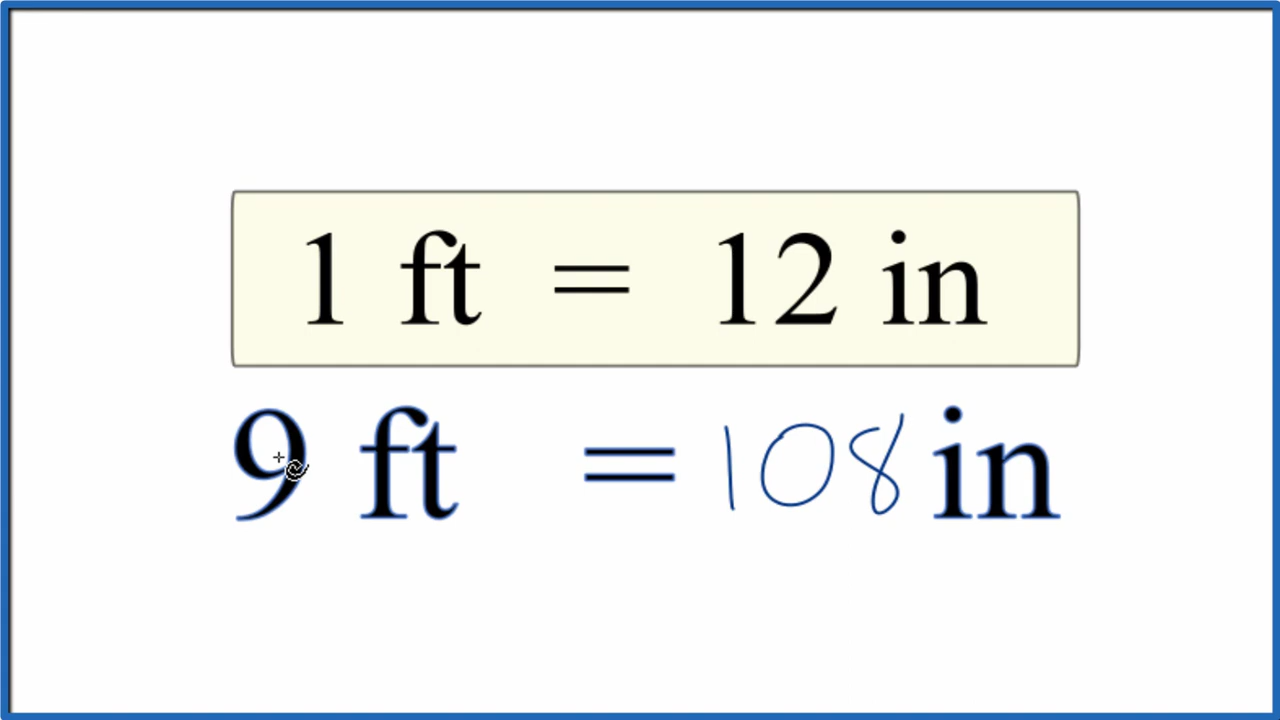 1 ft = 12 in
9 ft = 108 in